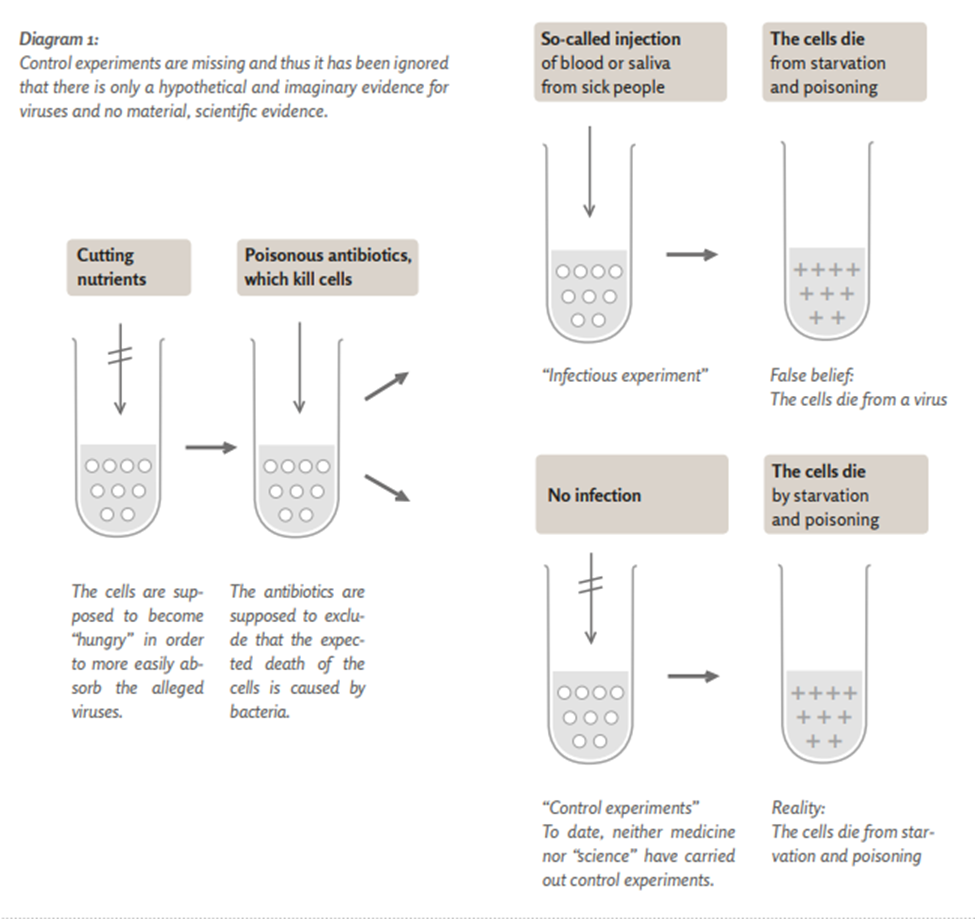 Diagram 1:
Control experiments are missing and thus it has been ignored
that there is only a hypothetical and imaginary evidence for
viruses and no material, scientific evidence.
So-called injection
of blood or saliva
from sick people
The cells die
from starvation
and poisoning
Cutting
nutrients
Poisonous antibiotics,
which kill cells
“Infectious experiment”
False belief:
The cells die from a virus
No infection
The cells die
by starvation
and poisoning
The cells are sup-
posed to become
“hungry” in order
to more easily ab-
sorb the alleged
viruses.
The antibiotics are
supposed to exclu-
de that the expec-
ted death of the
cells is caused by
bacteria.
“Control experiments”
To date, neither medicine
nor “science” have carried
out control experiments.
Reality:
The cells die from star-
vation and poisoning